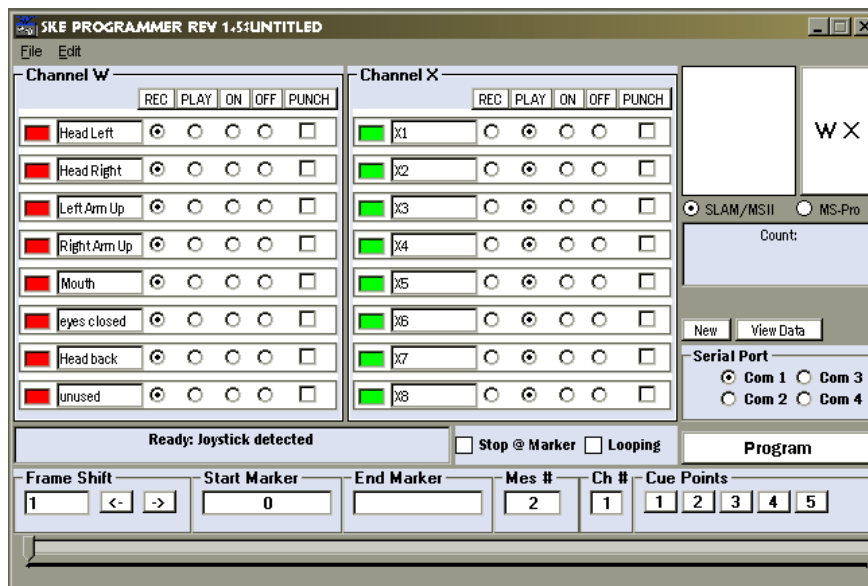 SKE PROGRAMMER REV 1.5:UNTITLED
File Edit
Channel W
REC PLAY ON OFF PUNCH
Head Left
Head Right
Left Arm Up
Right Arm Up
Mouth
eyes closed
Head back
unused
Channel X
REC PLAY ON OFF PUNCH
X1
X2
X3
X4
X5
X6
X7
X8
W X
SLAM/MSII MS-Pro
Count:
New View Data
Serial Port
Com 1 Com 3
Com 2 Com 4
Ready: Joystick detected
Stop @ Marker Looping
Program
Frame Shift
1 <- ->
Start Marker
0
End Marker
Mes #
2
Ch #
1
Cue Points
1 2 3 4 5